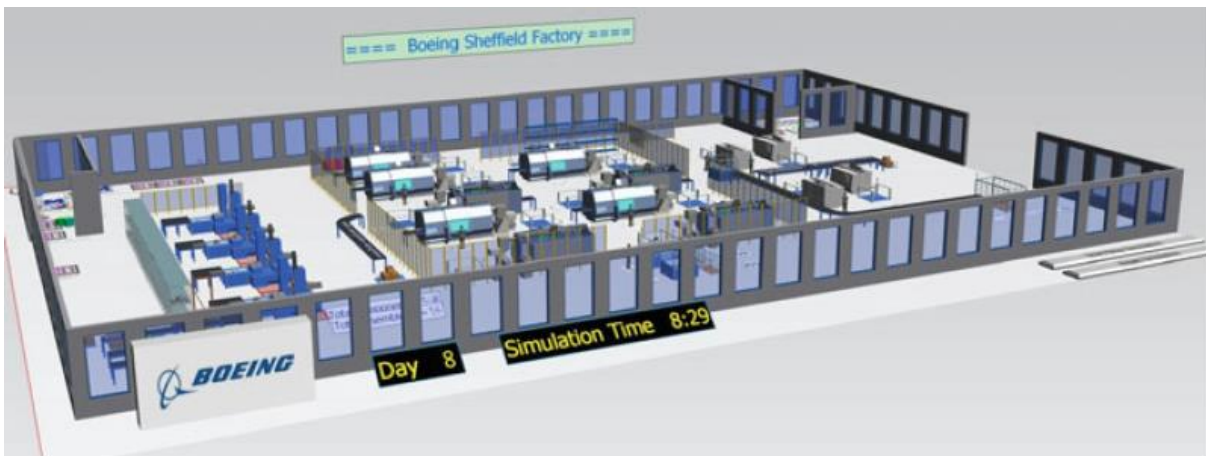 ==== Boeing Sheffield Factory ====
BOEING
Day 8
Simulation Time 8:29